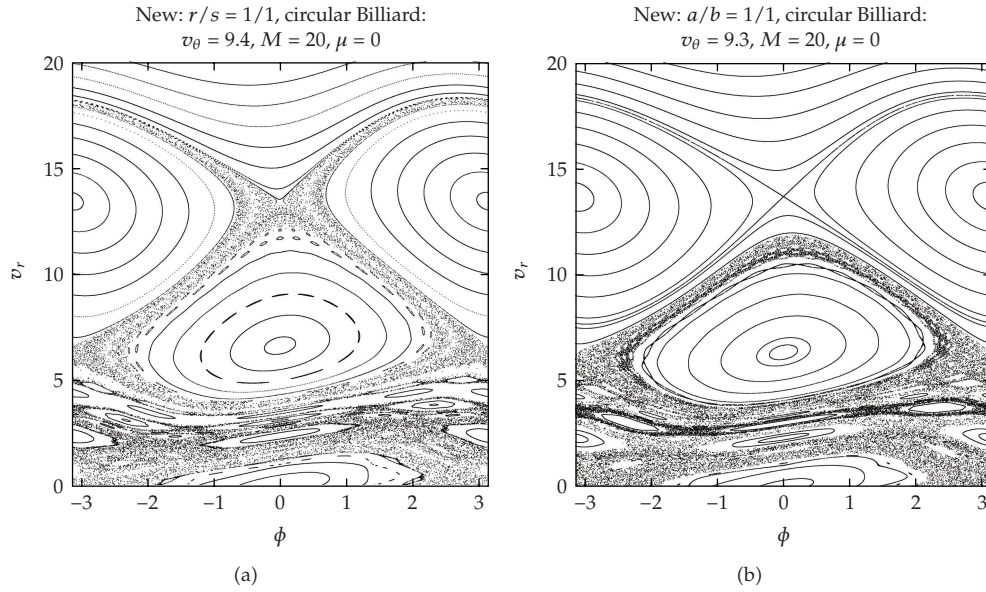 New: r/s = 1/1, circular Billiard:
v_θ = 9.4, M = 20, μ = 0
20
15
10
5
0
v_r
−3 −2 −1 0 1 2 3
ϕ
(a)
New: a/b = 1/1, circular Billiard:
v_θ = 9.3, M = 20, μ = 0
20
15
10
5
0
v_r
−3 −2 −1 0 1 2 3
ϕ
(b)